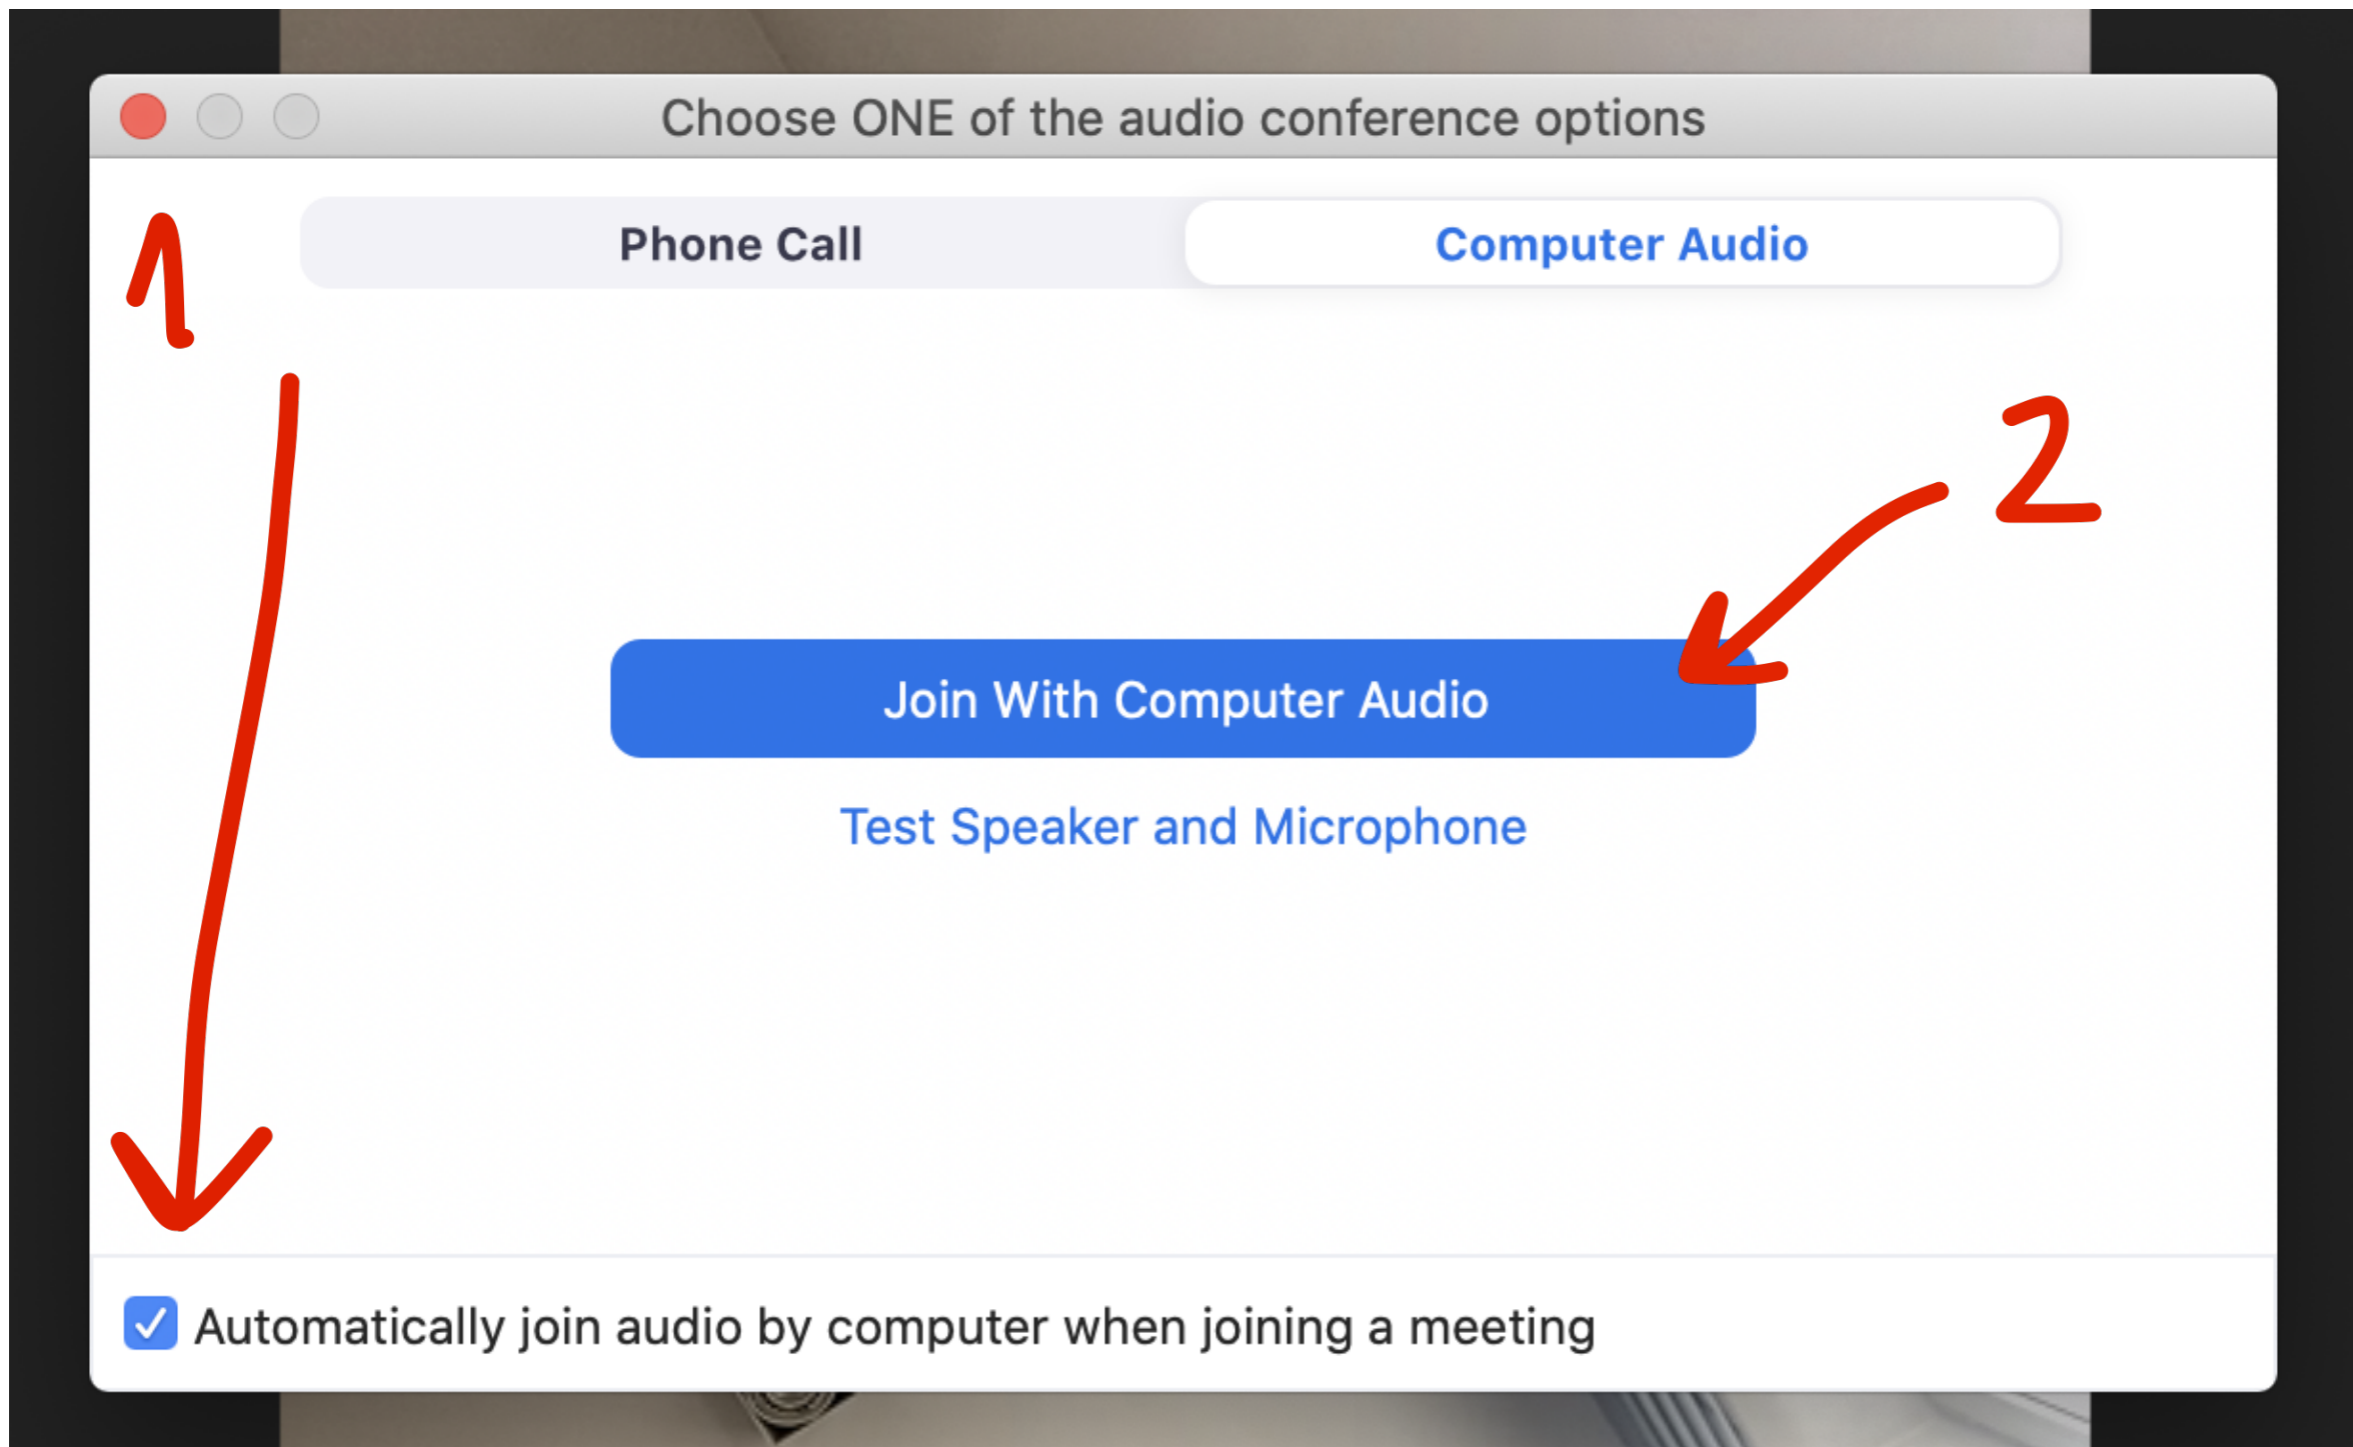 Choose ONE of the audio conference options
1
Phone Call
Computer Audio
2
Join With Computer Audio
Test Speaker and Microphone
Automatically join audio by computer when joining a meeting